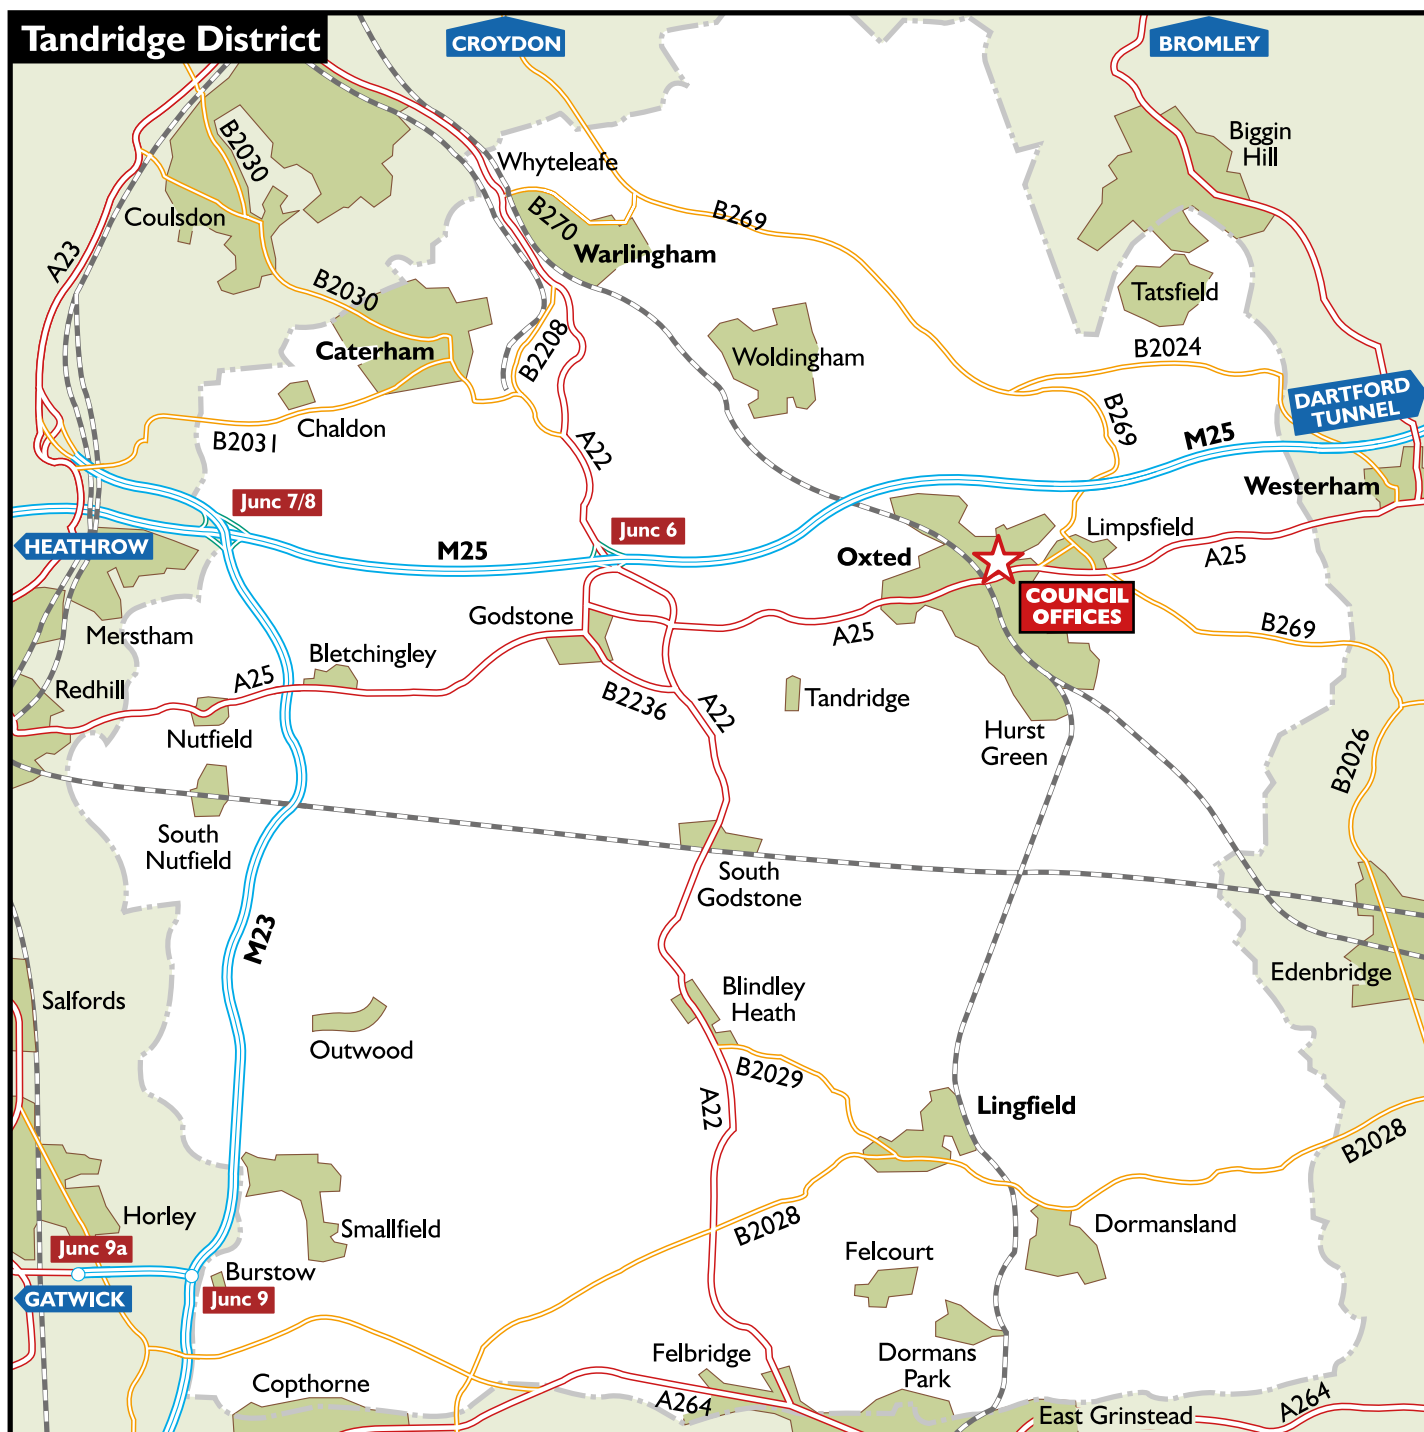 Tandridge District
CROYDON
BROMLEY
Biggin
Hill
B2030
Whyteleafe
Coulsdon
B270
B269
A23
Warlingham
B2030
Tatsfield
B2208
Caterham
Woldingham
B2024
DARTFORD
TUNNEL
Chaldon
B2031
A22
B269
M25
Westerham
Junc 7/8
Junc 6
Limpsfield
HEATHROW
M25
Oxted
A25
COUNCIL
OFFICES
Godstone
Merstham
A25
B269
Bletchingley
A25
Redhill
B2236
A22
Tandridge
Nutfield
Hurst
Green
B2026
South
Nutfield
South
Godstone
M23
Edenbridge
Salfords
Blindley
Heath
Outwood
B2029
A22
Lingfield
B2028
Horley
Smallfield
B2028
Dormansland
Junc 9a
Felcourt
Burstow
GATWICK
Junc 9
Felbridge
Dormans
Park
Copthorne
A264
East Grinstead
A264